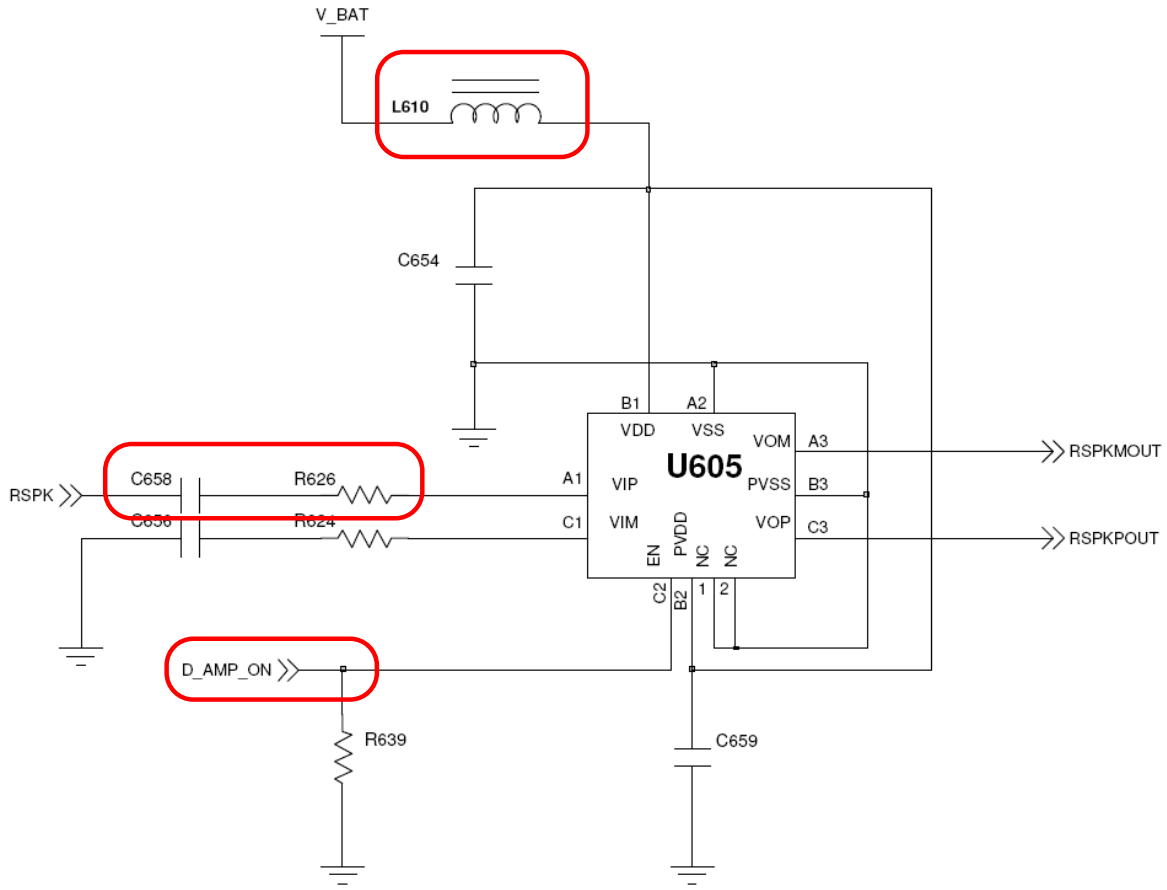 V_BAT
L610
C654
B1 A2
VDD VSS
VOM A3 RSPKMOUT
U605
C658 R626
RSPK A1 VIP PVSS B3
C656 R624
C1 VIM VOP C3 RSPKPOUT
EN PVDD NC NC
C2 B2 1 2
D_AMP_ON
R639 C659